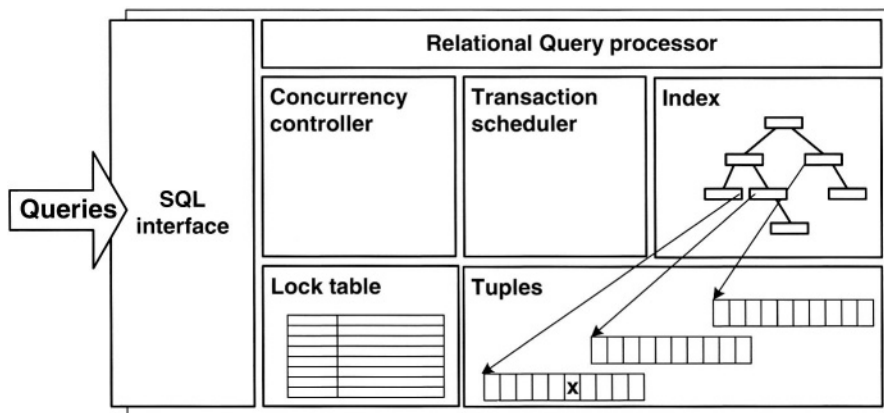 Relational Query processor
Concurrency
controller
Transaction
scheduler
Index
Queries
SQL
interface
Lock table
Tuples
x